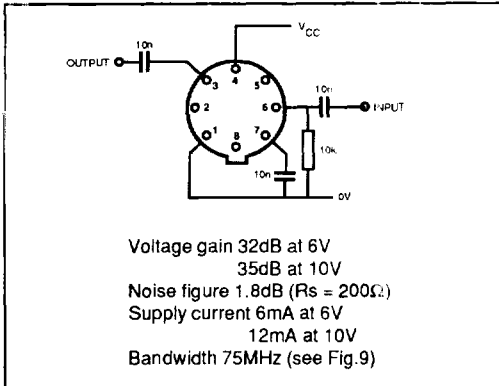 V_CC
10n
OUTPUT
3
4
5
10n
2
6
INPUT
1
8
7
10k
10n
0V
Voltage gain 32dB at 6V
35dB at 10V
Noise figure 1.8dB (Rs = 200Ω)
Supply current 6mA at 6V
12mA at 10V
Bandwidth 75MHz (see Fig.9)